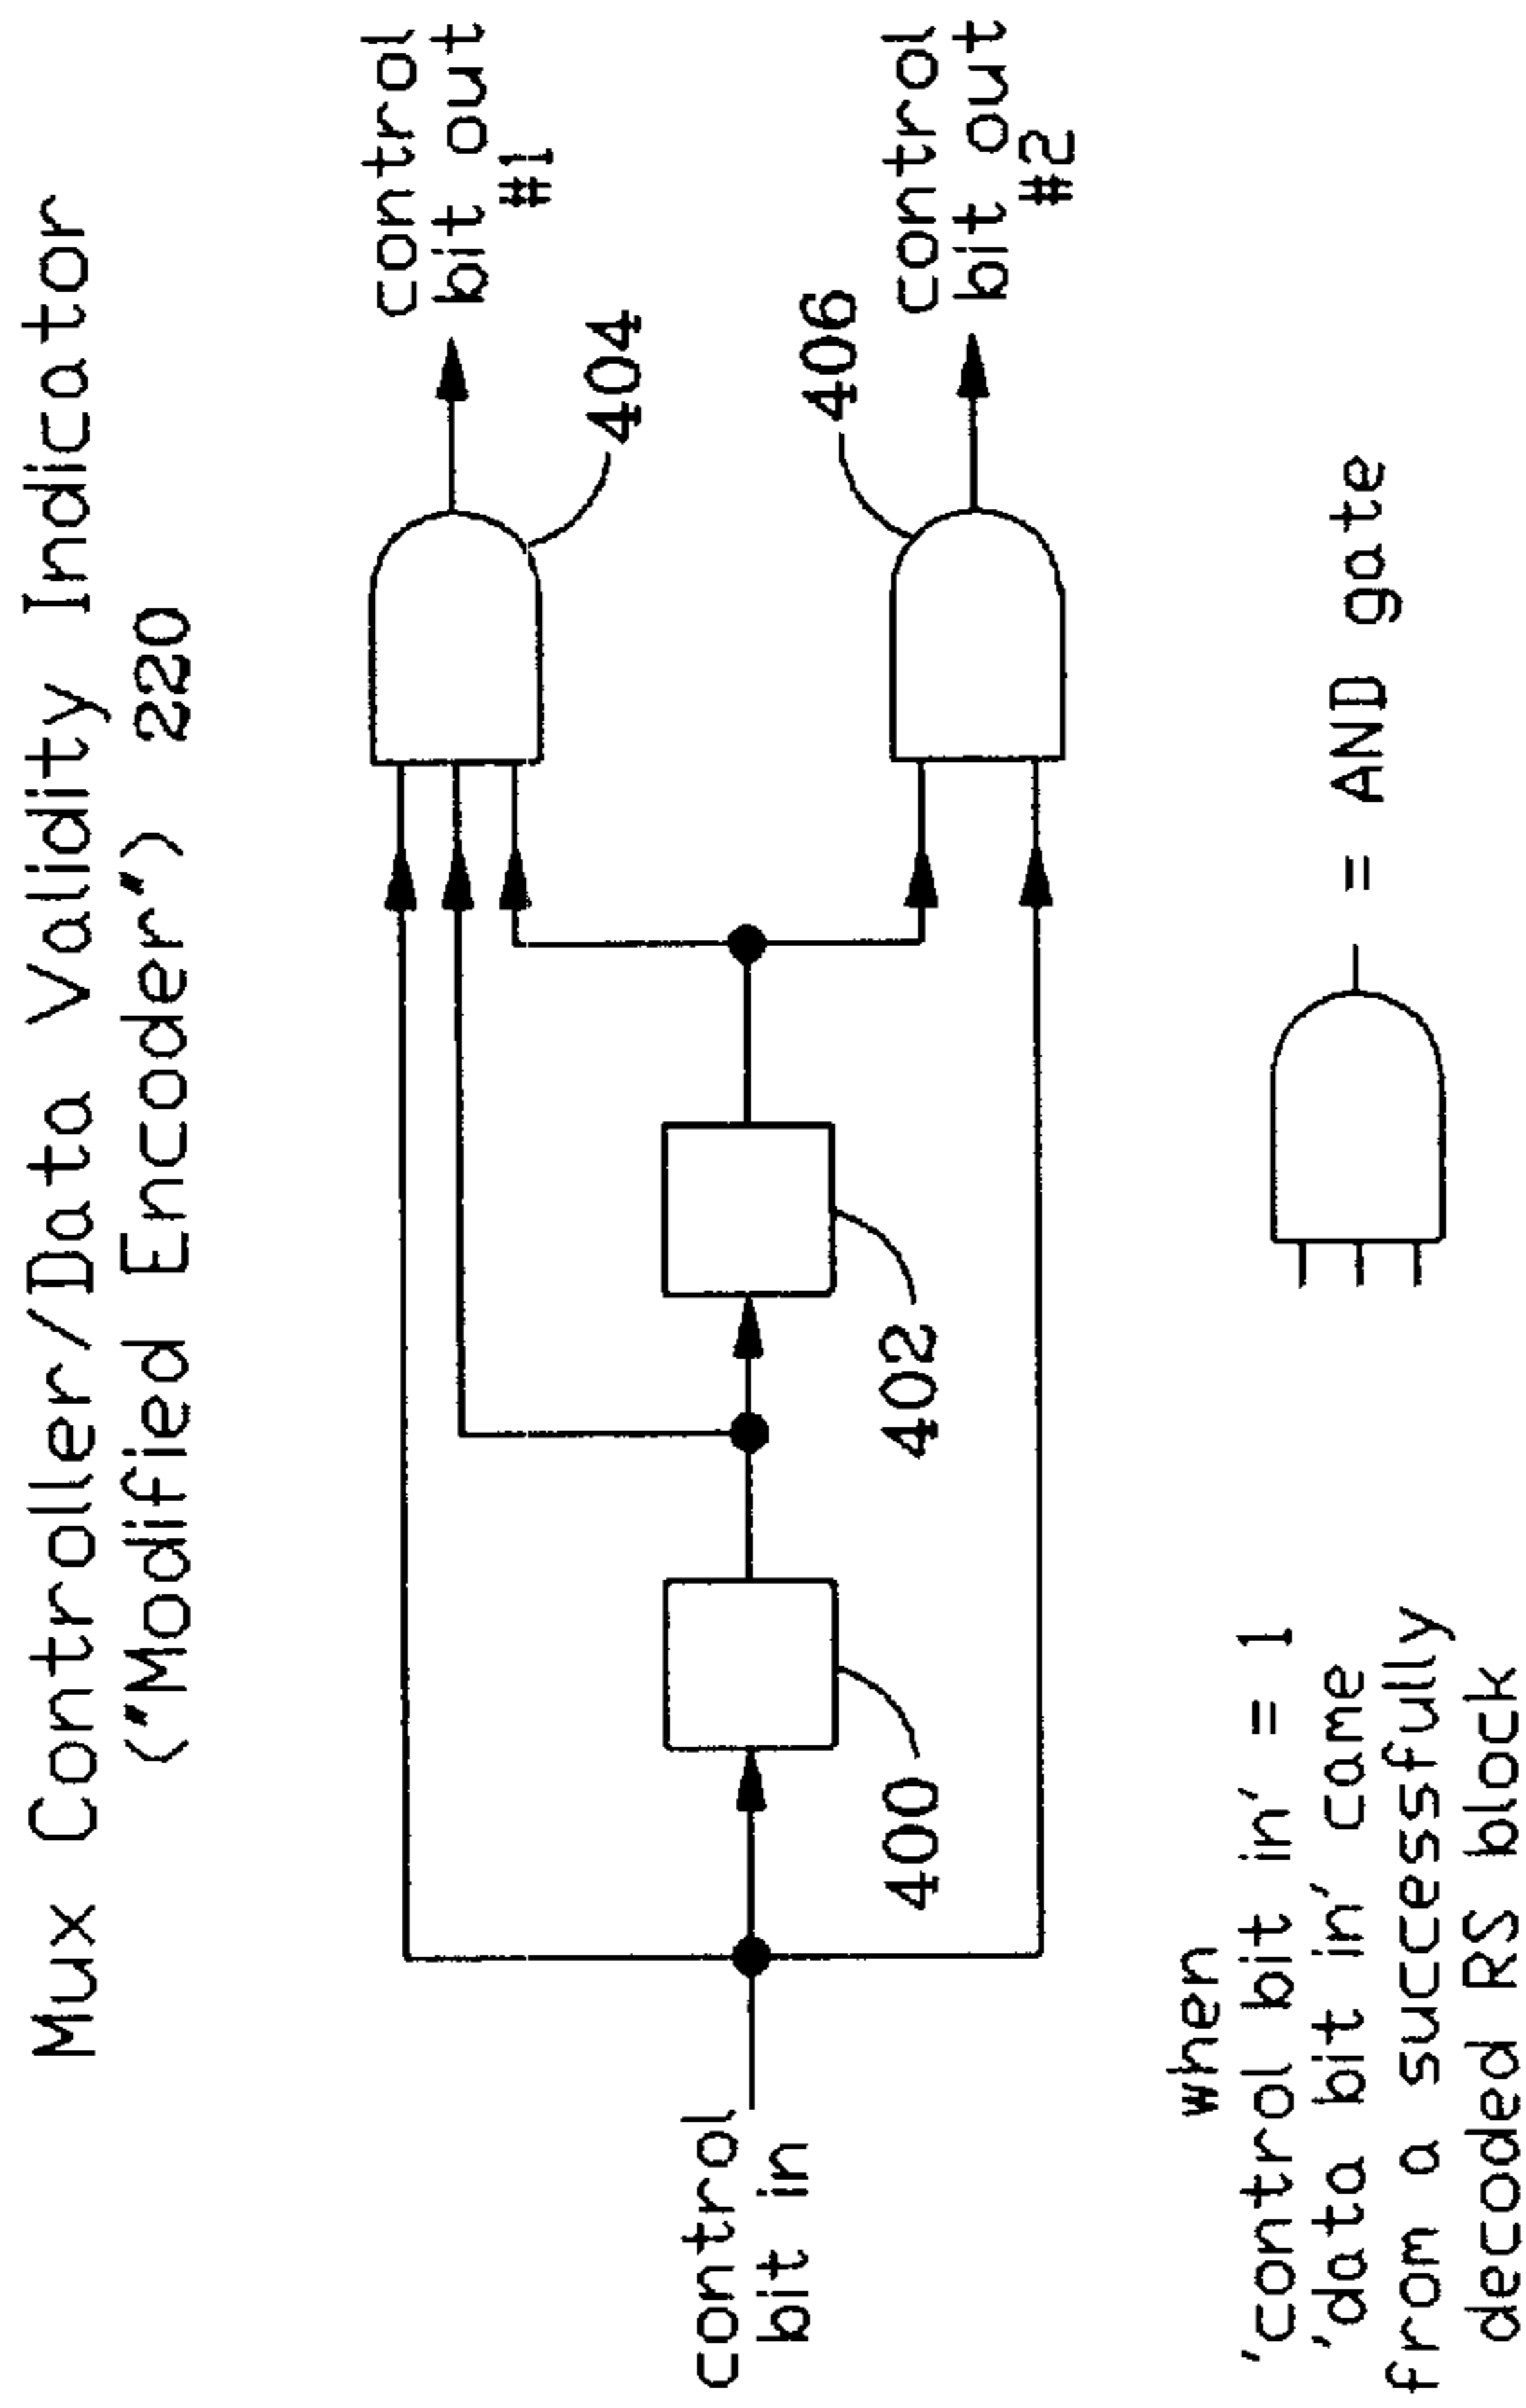 Mux Controller/Data Validity Indicator
("Modified Encoder") 220
control
bit out
#1
404
control
bit in
400
402
406
control
bit out
#2
when
'control bit in' = 1
'data bit in' came
from a successfully
decoded RS block
= AND gate